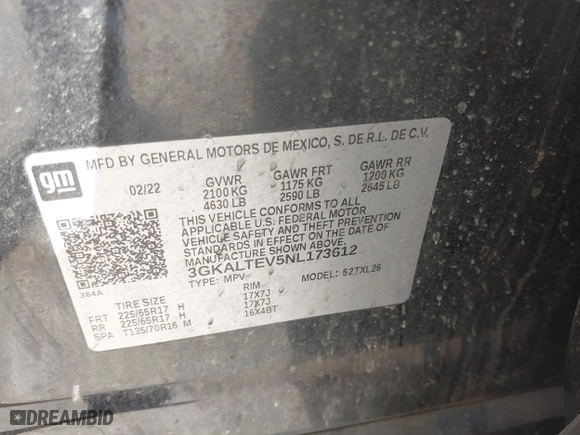 gm
MFD BY GENERAL MOTORS DE MEXICO, S. DE R.L. DE C.V.
02/22 GVWR GAWR FRT GAWR RR
2100 KG 1175 KG 1200 KG
4630 LB 2590 LB 2645 LB
THIS VEHICLE CONFORMS TO ALL
APPLICABLE U.S. FEDERAL MOTOR
VEHICLE SAFETY AND THEFT PREVENTION
STANDARDS IN EFFECT ON THE DATE OF
MANUFACTURE SHOWN ABOVE.
3GKALTEV5NL173612
384A TYPE: MPV MODEL: 52TXL26
TIRE SIZE RIM
FRT 225/65R17 H 17X7J
RR 225/65R17 H 17X7J
SPA T135/70R16 M 16X4BT
DREAMBID